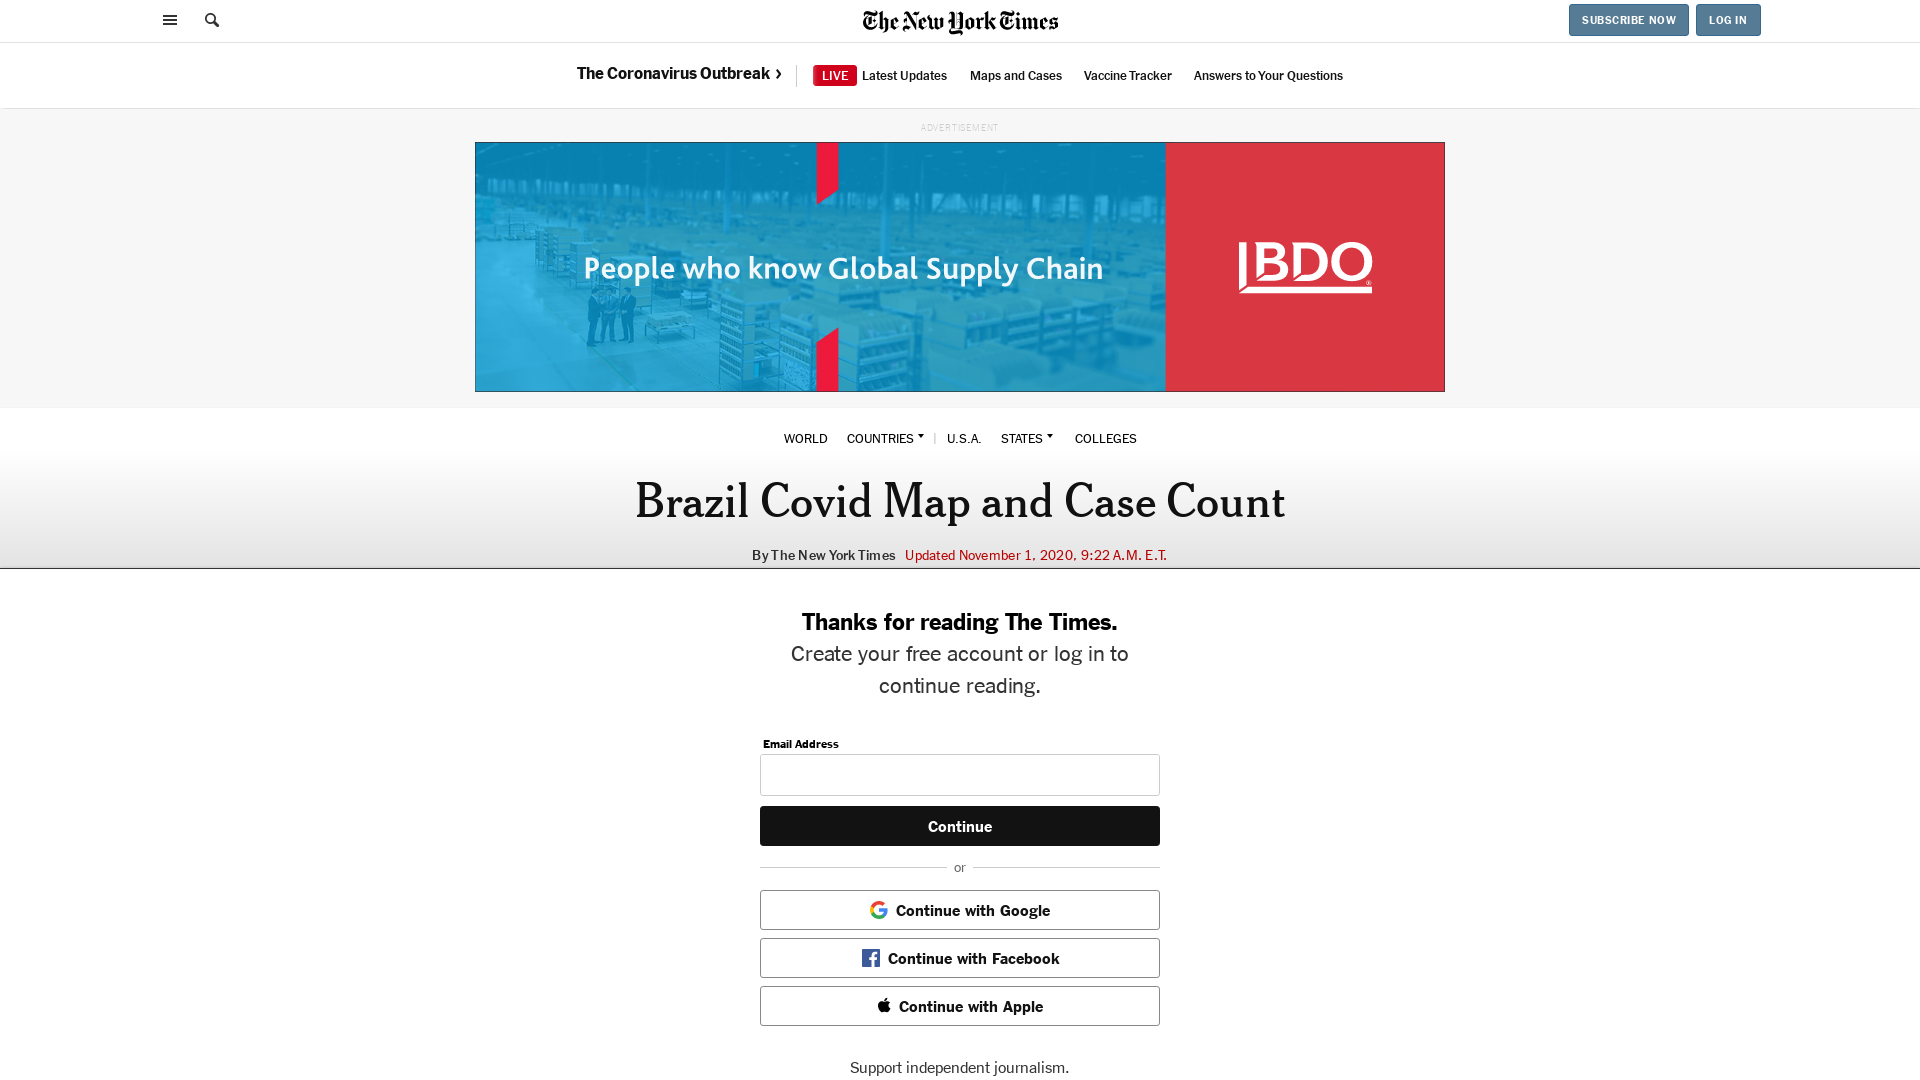 The New York Times
SUBSCRIBE NOW
LOG IN
The Coronavirus Outbreak ›
LIVE Latest Updates
Maps and Cases
Vaccine Tracker
Answers to Your Questions
ADVERTISEMENT
People who know Global Supply Chain
BDO
®
WORLD
COUNTRIES
U.S.A.
STATES
COLLEGES
Brazil Covid Map and Case Count
By The New York Times Updated November 1, 2020, 9:22 A.M. E.T.
Thanks for reading The Times.
Create your free account or log in to
continue reading.
Email Address
Continue
or
Continue with Google
Continue with Facebook
Continue with Apple
Support independent journalism.